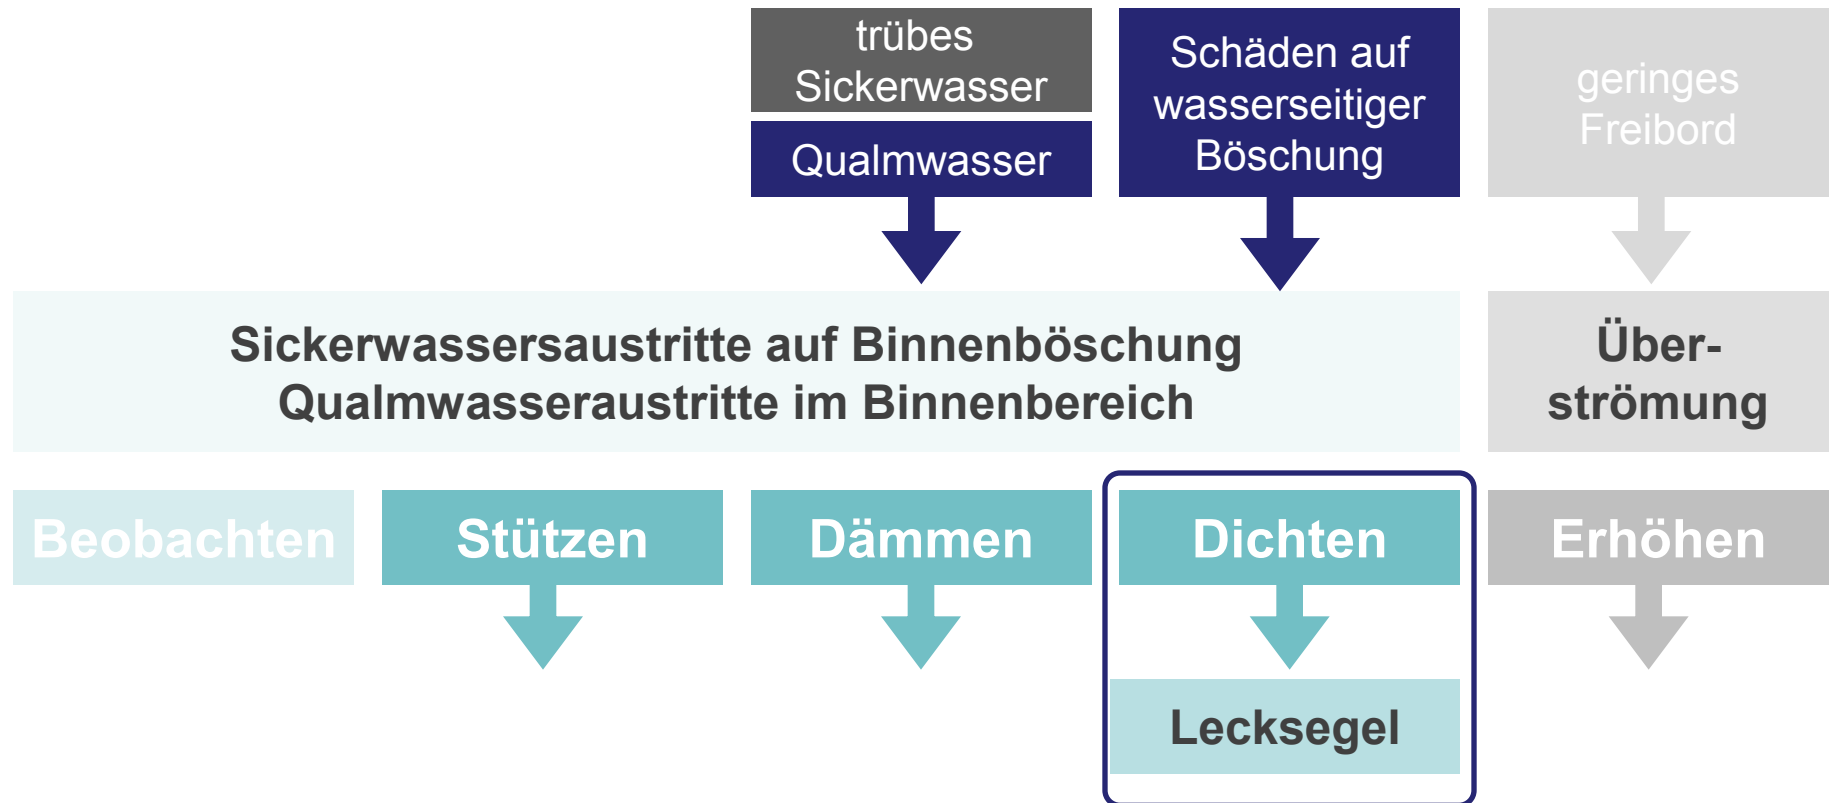 trübes
Sickerwasser
Qualmwasser
Schäden auf
wasserseitiger
Böschung
geringes
Freibord
Sickerwassersaustritte auf Binnenböschung
Qualmwasseraustritte im Binnenbereich
Über-
strömung
Beobachten
Stützen
Dämmen
Dichten
Erhöhen
Lecksegel